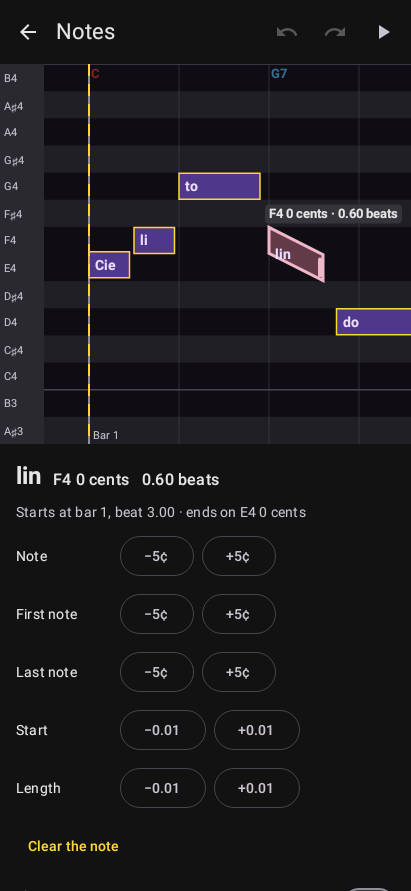 Notes
B4
C
G7
A♯4
A4
G♯4
G4
to
F♯4
F4 0 cents · 0.60 beats
F4
li
lin
E4
Cie
D♯4
D4
do
C♯4
C4
B3
A♯3
Bar 1
lin F4 0 cents 0.60 beats
Starts at bar 1, beat 3.00 · ends on E4 0 cents
Note −5¢ +5¢
First note −5¢ +5¢
Last note −5¢ +5¢
Start −0.01 +0.01
Length −0.01 +0.01
Clear the note